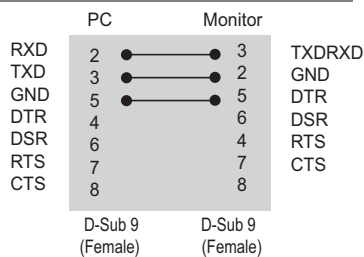 PC Monitor
RXD 2 3 TXDRXD
TXD 3 2 GND
GND 5 5 DTR
DTR 4 6 DSR
DSR 6 4 RTS
RTS 7 7 CTS
CTS 8 8
D-Sub 9 D-Sub 9
(Female) (Female)